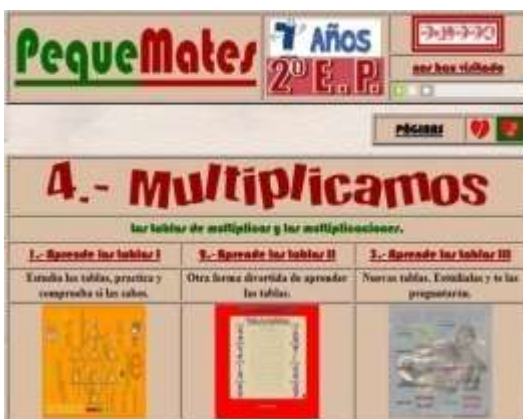 PequeMates
7 Años
2º E.P.
nos has visitado
PÁGINAS
4.- Multiplicamos
Las tablas de multiplicar y las multiplicaciones.
1.- Aprende las tablas I
2.- Aprende las tablas II
3.- Aprende las tablas III
Estudia las tablas, practica y
comprueba si las sabes.
Otra forma divertida de aprender
las tablas.
Nuevas tablas. Estúdialas y te las
preguntarán.